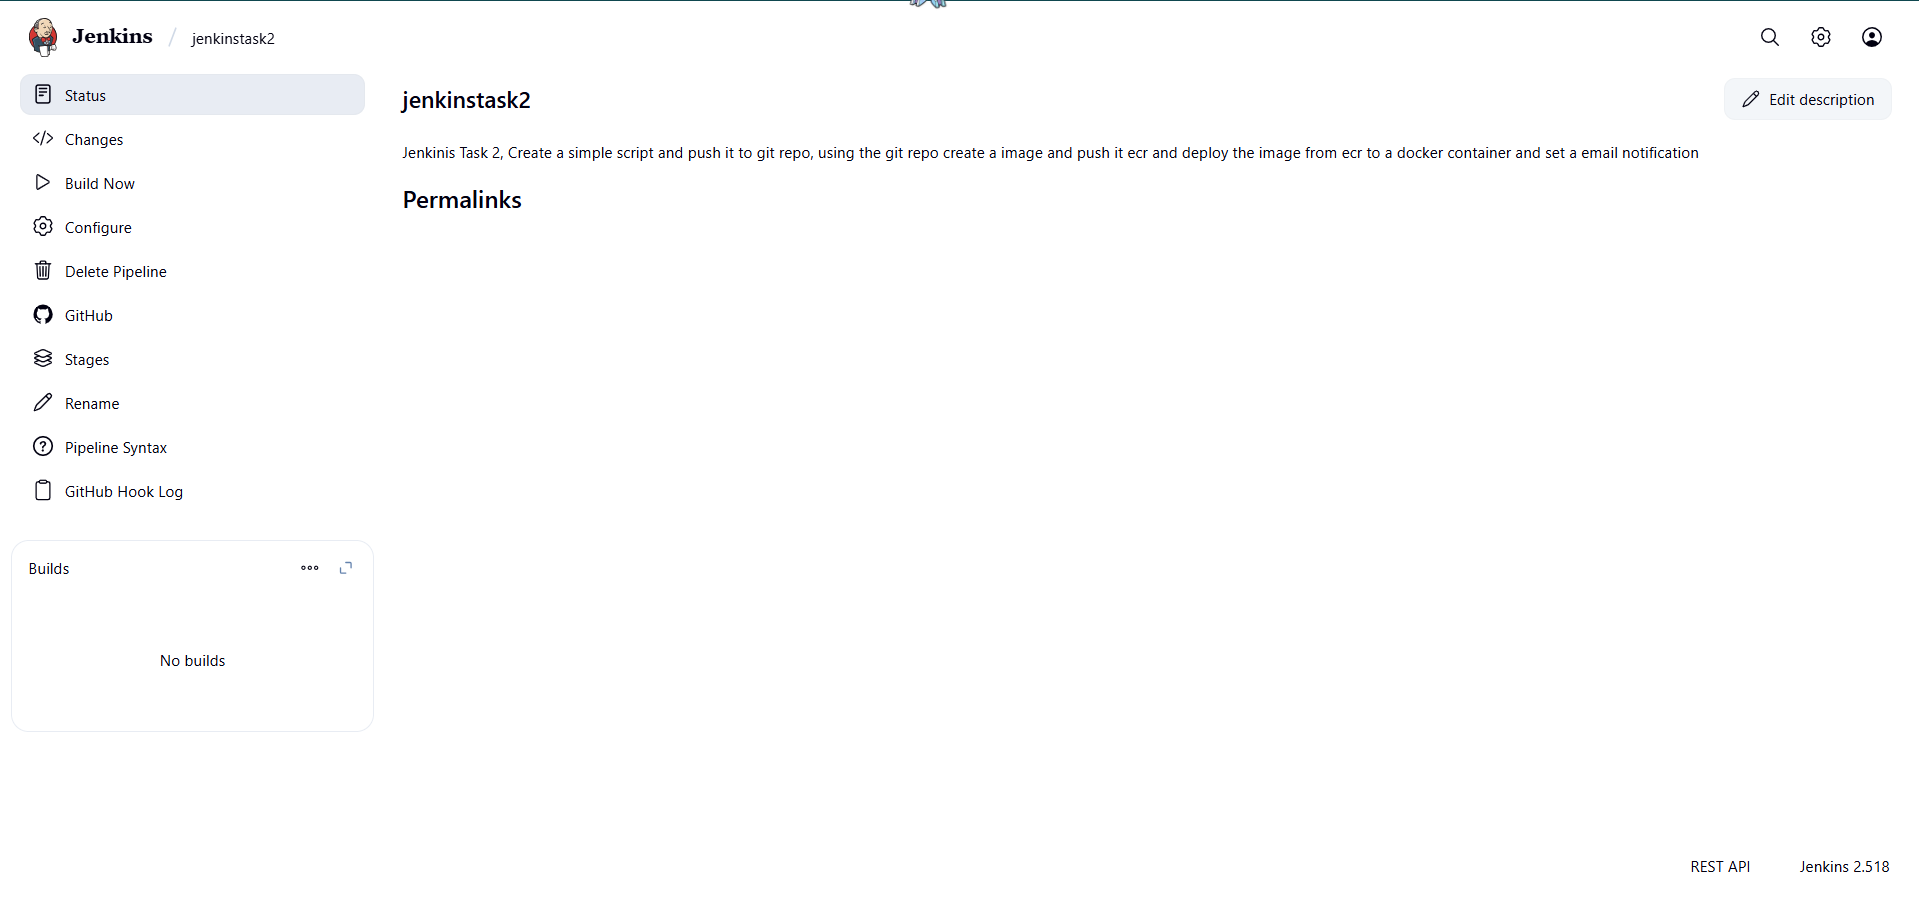 Jenkins / jenkinstask2
Status
Changes
Build Now
Configure
Delete Pipeline
GitHub
Stages
Rename
Pipeline Syntax
GitHub Hook Log
Builds
No builds
jenkinstask2
Edit description
Jenkinis Task 2, Create a simple script and push it to git repo, using the git repo create a image and push it ecr and deploy the image from ecr to a docker container and set a email notification
Permalinks
REST API
Jenkins 2.518